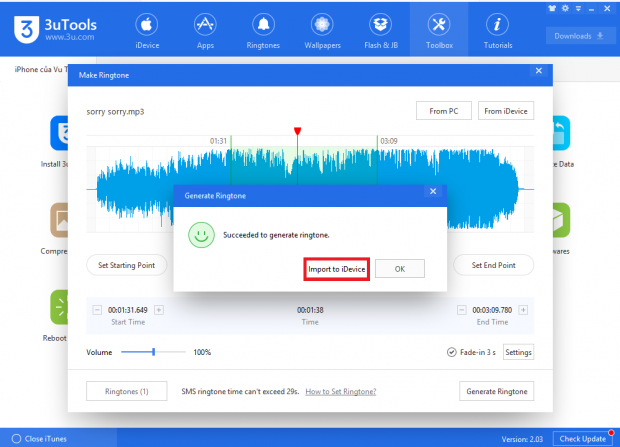 3uTools
www.3u.com
iDevice
Apps
Ringtones
Wallpapers
Flash & JB
Toolbox
Tutorials
Downloads
iPhone của Vu T
Make Ringtone
sorry sorry.mp3
From PC
From iDevice
01:31
03:09
Install 3u
e Data
Generate Ringtone
Succeeded to generate ringtone.
Import to iDevice
OK
Compre
wares
Set Starting Point
Set End Point
00:01:31.649
Start Time
00:01:38
Time
00:03:09.780
End Time
Reboot
Volume
100%
Fade-in 3 s
Settings
Ringtones (1)
SMS ringtone time can't exceed 29s.
How to Set Ringtone?
Generate Ringtone
Close iTunes
Version: 2.03
Check Update